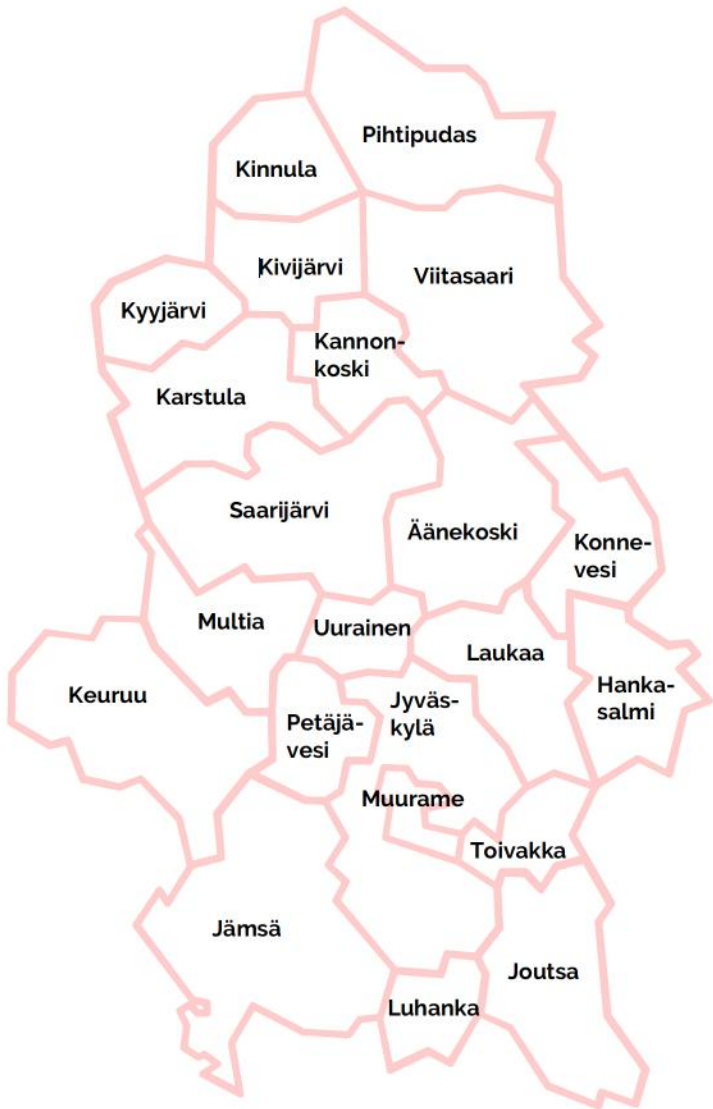 Pihtipudas
Kinnula
Kivijärvi
Viitasaari
Kyyjärvi
Kannon-
koski
Karstula
Saarijärvi
Äänekoski
Konne-
vesi
Multia
Uurainen
Laukaa
Keuruu
Hanka-
salmi
Petäjä-
vesi
Jyväs-
kylä
Muurame
Toivakka
Jämsä
Joutsa
Luhanka